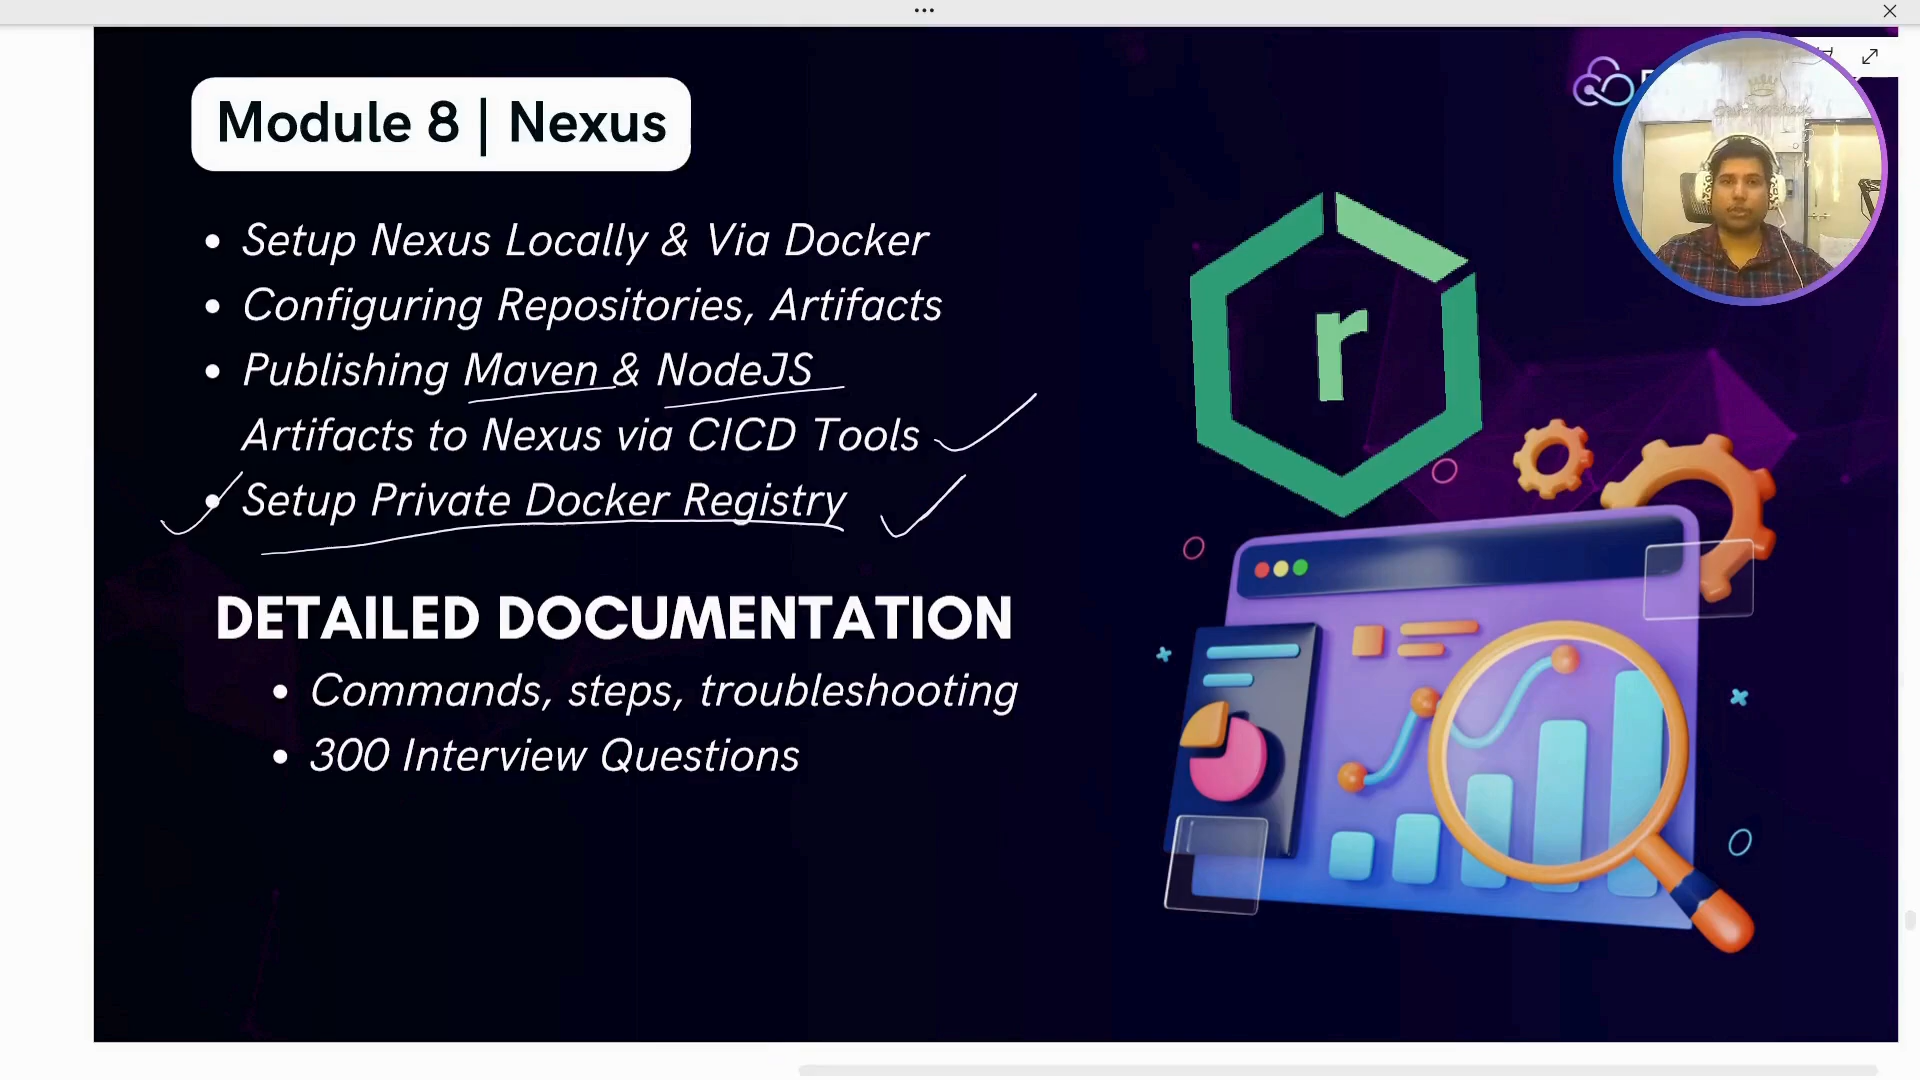 Module 8 | Nexus
• Setup Nexus Locally & Via Docker
• Configuring Repositories, Artifacts
• Publishing Maven & NodeJS
Artifacts to Nexus via CICD Tools
• Setup Private Docker Registry
DETAILED DOCUMENTATION
• Commands, steps, troubleshooting
• 300 Interview Questions
r